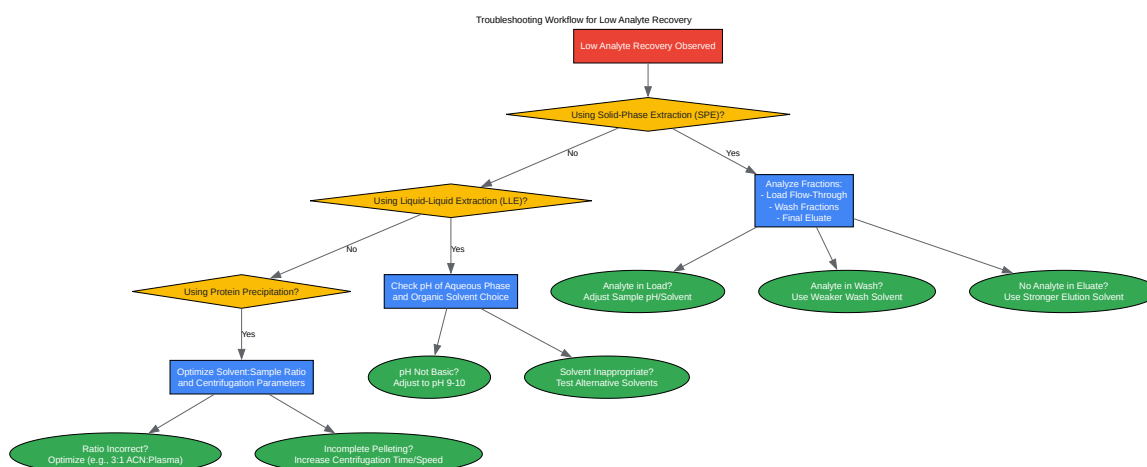 Troubleshooting Workflow for Low Analyte Recovery
Low Analyte Recovery Observed
Using Solid-Phase Extraction (SPE)?
No
Yes
Using Liquid-Liquid Extraction (LLE)?
Analyze Fractions:
- Load Flow-Through
- Wash Fractions
- Final Eluate
No
Yes
Using Protein Precipitation?
Check pH of Aqueous Phase
and Organic Solvent Choice
Analyte in Load?
Adjust Sample pH/Solvent
Analyte in Wash?
Use Weaker Wash Solvent
No Analyte in Eluate?
Use Stronger Elution Solvent
Yes
Optimize Solvent:Sample Ratio
and Centrifugation Parameters
pH Not Basic?
Adjust to pH 9-10
Solvent Inappropriate?
Test Alternative Solvents
Ratio Incorrect?
Optimize (e.g., 3:1 ACN:Plasma)
Incomplete Pelleting?
Increase Centrifugation Time/Speed